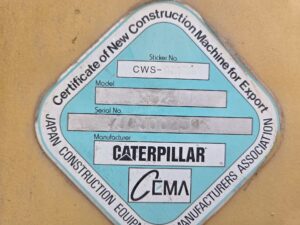 Certificate of New Construction Machine for Export
Sticker No.
CWS-
Model
Serial No.
Manufacturer
CATERPILLAR
CEMA
JAPAN CONSTRUCTION EQUIPMENT MANUFACTURERS ASSOCIATION